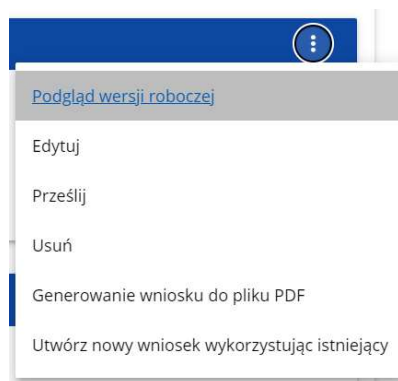 Podgląd wersji roboczej
Edytuj
Prześlij
Usuń
Generowanie wniosku do pliku PDF
Utwórz nowy wniosek wykorzystując istniejący